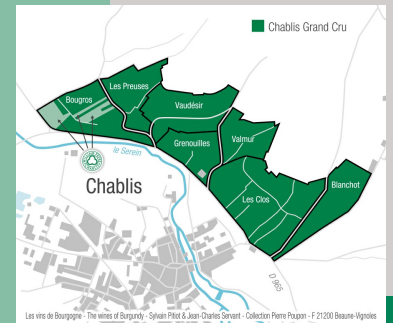 Chablis Grand Cru
Les Preuses
Bougros
Vaudésir
Grenouilles
Valmur
le Serein
Chablis
Blanchot
Les Clos
D 965
Les vins de Bourgogne - The wines of Burgundy - Sylvain Pitiot & Jean-Charles Servant - Collection Pierre Poupon - F 21200 Beaune-Vignoles